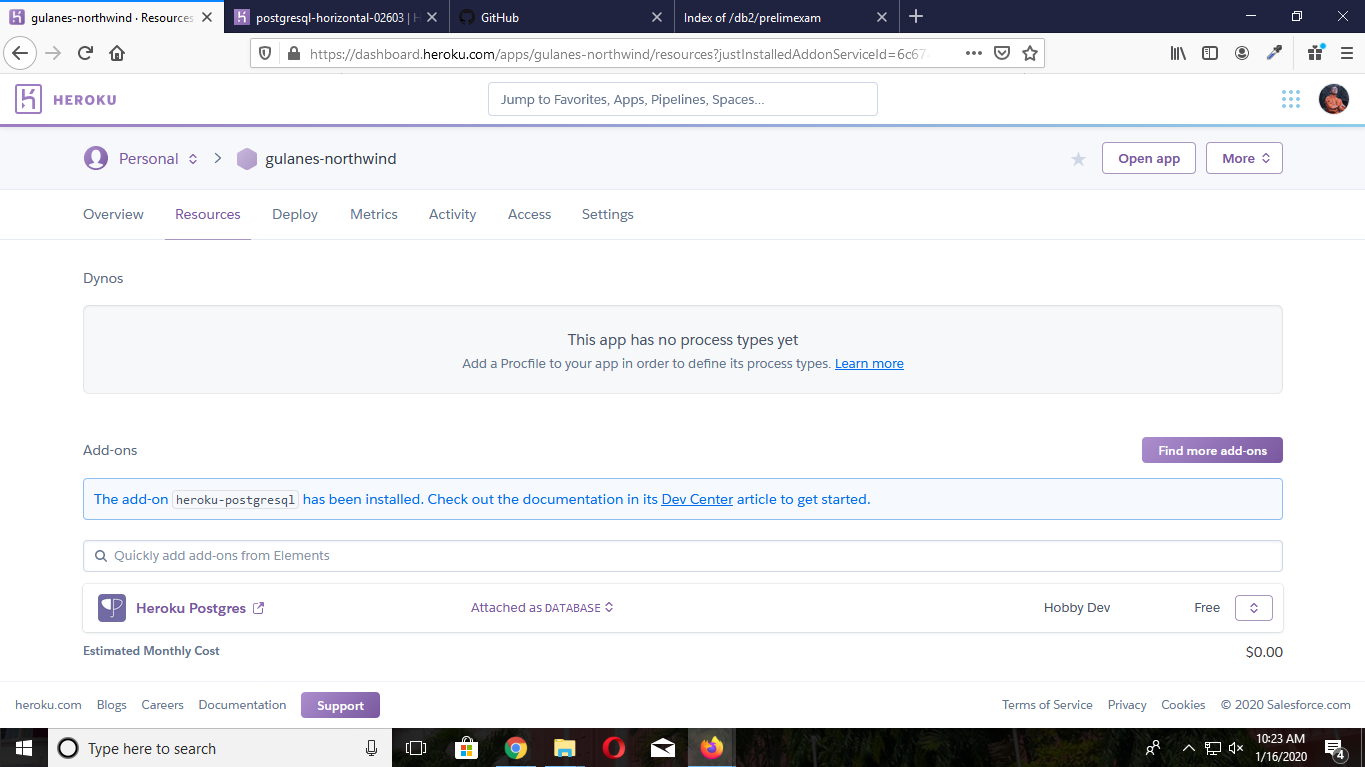 gulanes-northwind · Resources
postgresql-horizontal-02603 | H
GitHub
Index of /db2/prelimexam
https://dashboard.heroku.com/apps/gulanes-northwind/resources?justInstalledAddonServiceId=6c674
HEROKU
Jump to Favorites, Apps, Pipelines, Spaces...
Personal
gulanes-northwind
Open app
More
Overview
Resources
Deploy
Metrics
Activity
Access
Settings
Dynos
This app has no process types yet
Add a Procfile to your app in order to define its process types. Learn more
Add-ons
Find more add-ons
The add-on heroku-postgresql has been installed. Check out the documentation in its Dev Center article to get started.
Quickly add add-ons from Elements
Heroku Postgres
Attached as DATABASE
Hobby Dev
Free
Estimated Monthly Cost
$0.00
heroku.com
Blogs
Careers
Documentation
Support
Terms of Service
Privacy
Cookies
© 2020 Salesforce.com
Type here to search
10:23 AM
1/16/2020
4